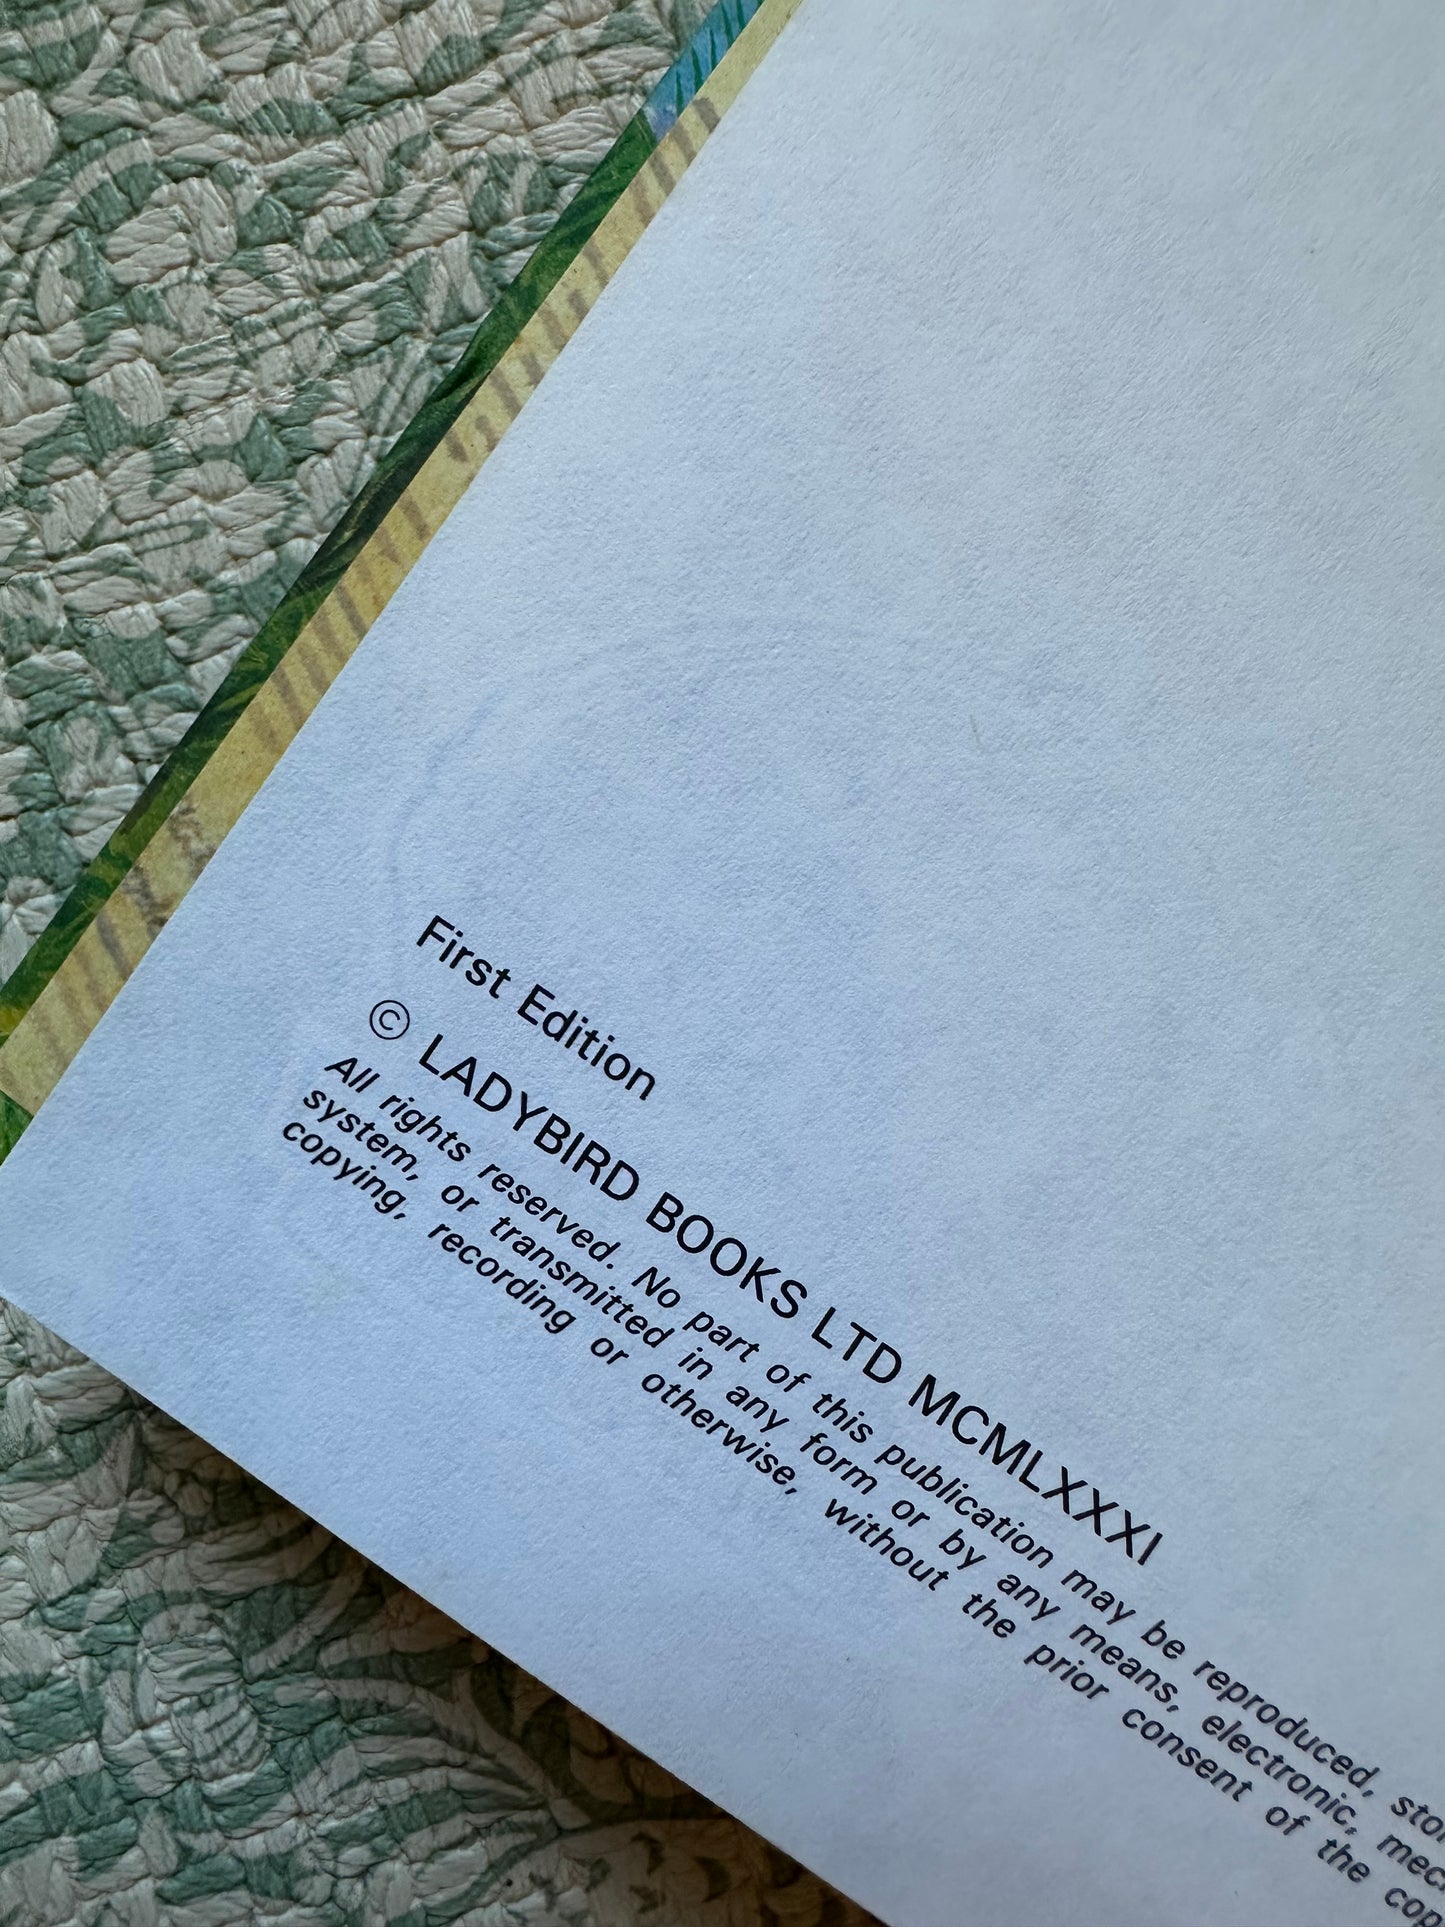 First Edition
© LADYBIRD BOOKS LTD MCMLXXXI
All rights reserved. No part of this publication may be reproduced,
system, or transmitted in any form or by any means, electronic,
copying, recording or otherwise, without the prior consent of the